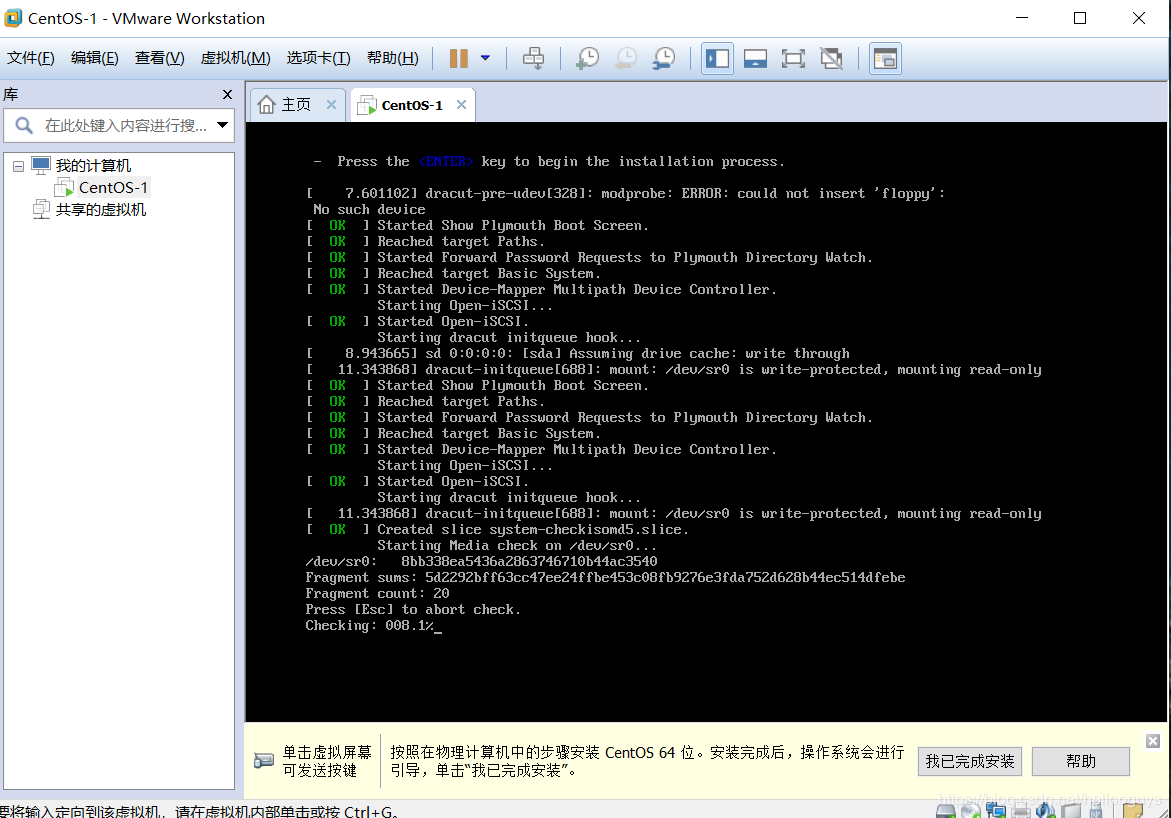 CentOS-1 - VMware Workstation
文件(F) 编辑(E) 查看(V) 虚拟机(M) 选项卡(T) 帮助(H)
库
在此处键入内容进行搜...
我的计算机
CentOS-1
共享的虚拟机
主页 CentOS-1
- Press the <ENTER> key to begin the installation process.
[ 7.601102] dracut-pre-udev[328]: modprobe: ERROR: could not insert 'floppy':
No such device
[ OK ] Started Show Plymouth Boot Screen.
[ OK ] Reached target Paths.
[ OK ] Started Forward Password Requests to Plymouth Directory Watch.
[ OK ] Reached target Basic System.
[ OK ] Started Device-Mapper Multipath Device Controller.
Starting Open-iSCSI...
[ OK ] Started Open-iSCSI.
Starting dracut initqueue hook...
[ 8.943665] sd 0:0:0:0: [sda] Assuming drive cache: write through
[ 11.343868] dracut-initqueue[688]: mount: /dev/sr0 is write-protected, mounting read-only
[ OK ] Started Show Plymouth Boot Screen.
[ OK ] Reached target Paths.
[ OK ] Started Forward Password Requests to Plymouth Directory Watch.
[ OK ] Reached target Basic System.
[ OK ] Started Device-Mapper Multipath Device Controller.
Starting Open-iSCSI...
[ OK ] Started Open-iSCSI.
Starting dracut initqueue hook...
[ 11.343868] dracut-initqueue[688]: mount: /dev/sr0 is write-protected, mounting read-only
[ OK ] Created slice system-checkisomd5.slice.
Starting Media check on /dev/sr0...
/dev/sr0: 8bb338ea5436a2863746710b44ac3540
Fragment sums: 5d2292bff63cc47ee24ffbe453c08fb9276e3fda752d628b44ec514dfebe
Fragment count: 20
Press [Esc] to abort check.
Checking: 008.1%_
单击虚拟屏幕
可发送按键
按照在物理计算机中的步骤安装 CentOS 64 位。安装完成后，操作系统会进行
引导，单击“我已完成安装”。
我已完成安装 帮助
要将输入定向到该虚拟机，请在虚拟机内部单击或按 Ctrl+G。